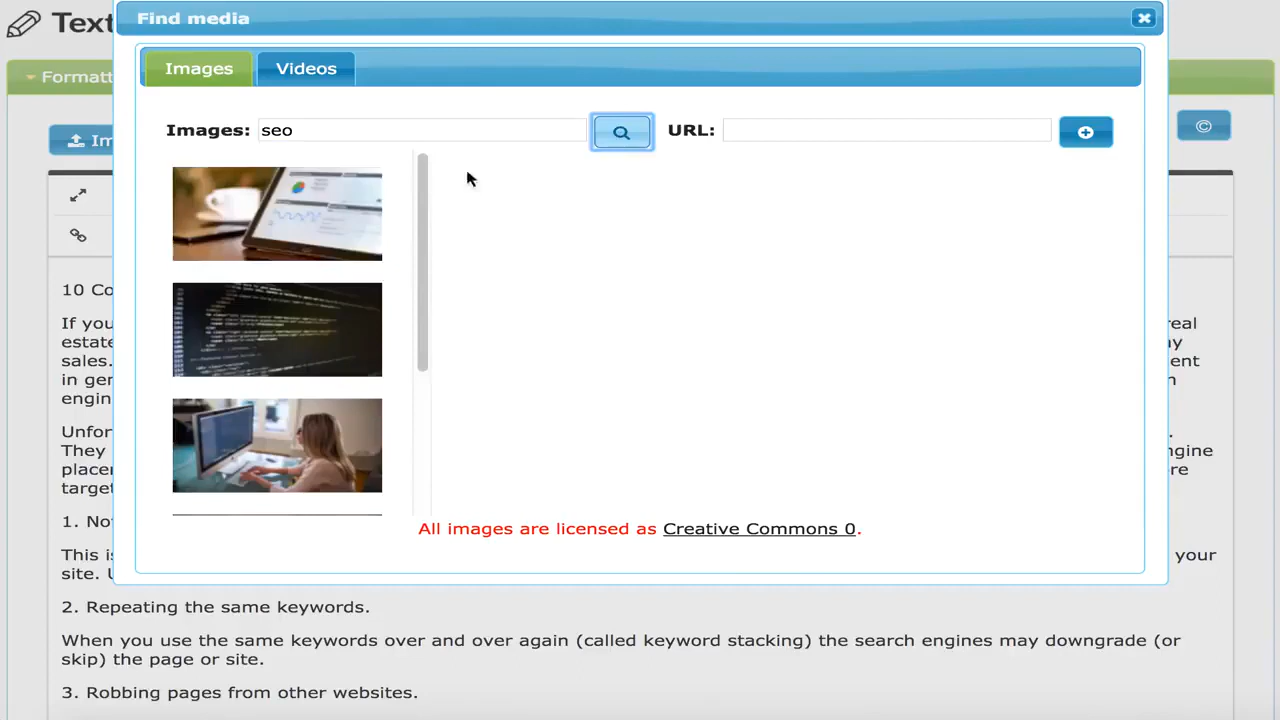 Text
Find media
Formatt
Images
Videos
Im
Images: seo
URL:
©
10 Co
If you
real
estate
ny
sales.
ent
in ger
engin
Unfor
They
ngine
placer
re
target
1. No
All images are licensed as Creative Commons 0.
This is
your
site. U
2. Repeating the same keywords.
When you use the same keywords over and over again (called keyword stacking) the search engines may downgrade (or
skip) the page or site.
3. Robbing pages from other websites.